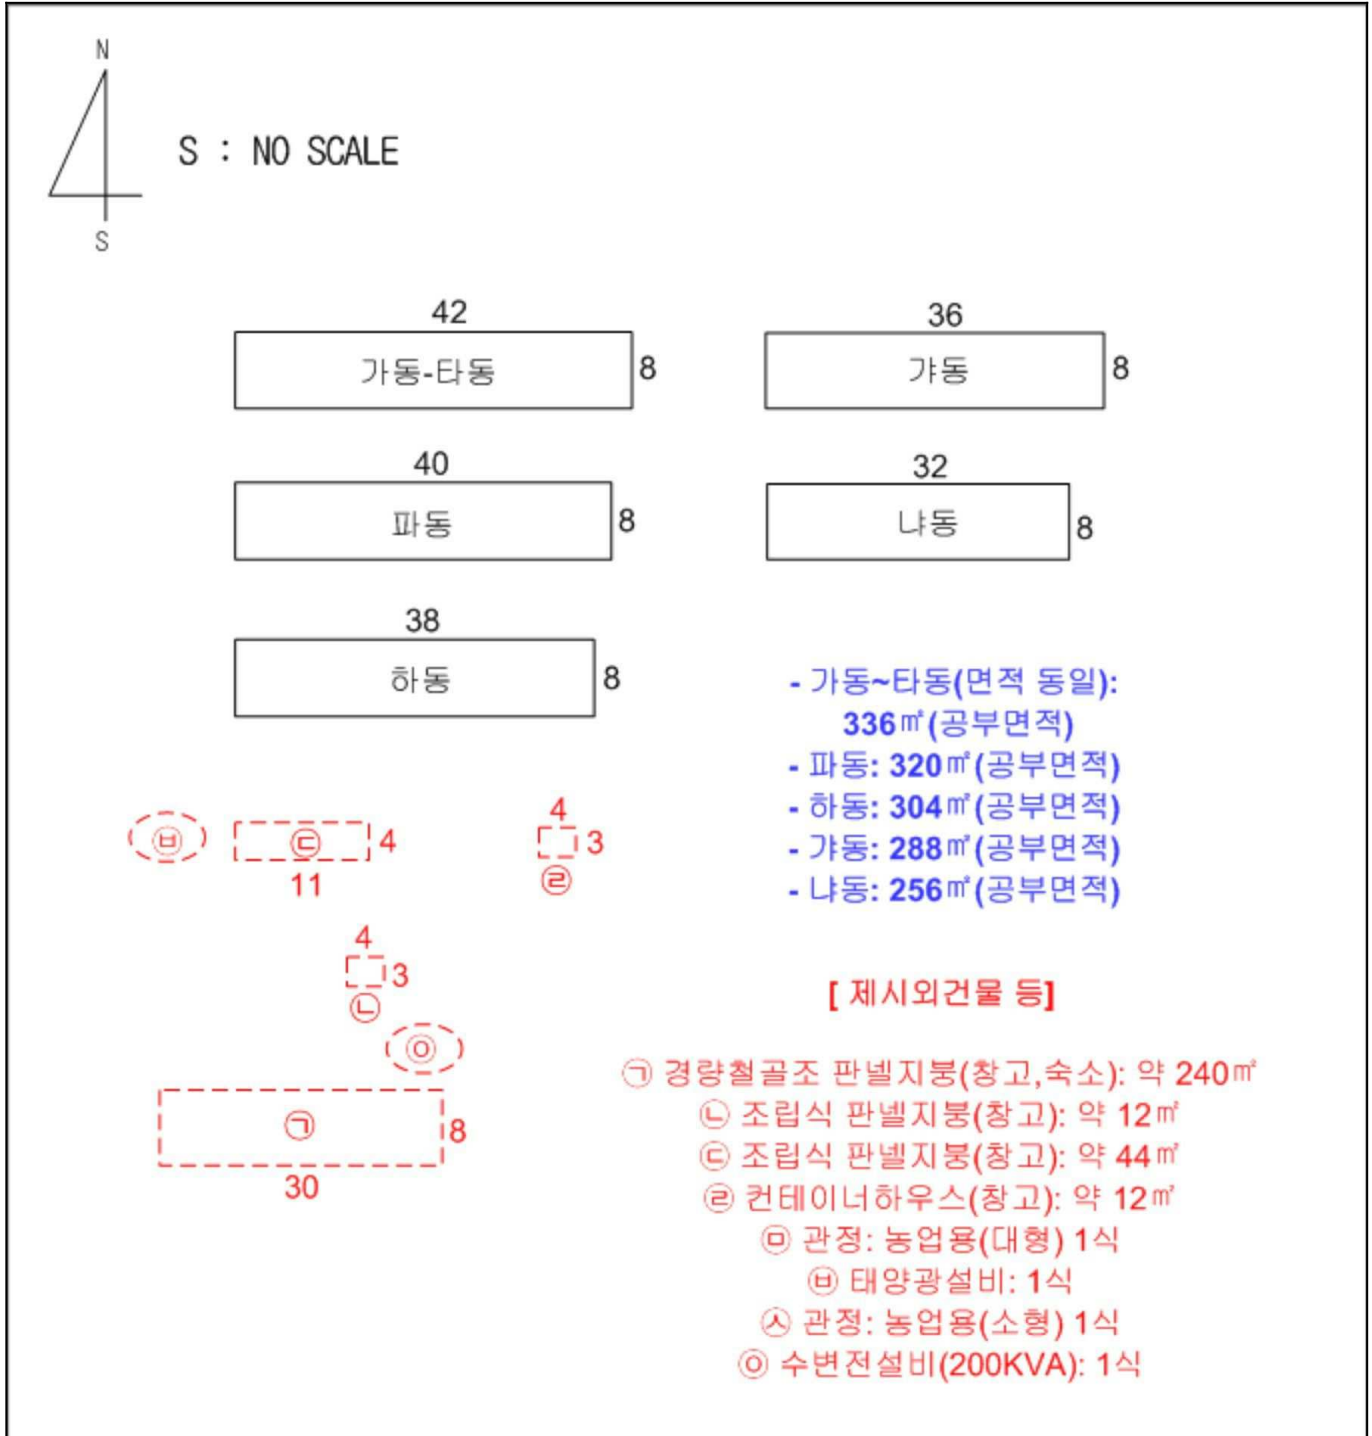 N
S : NO SCALE
S
42
가동-타동 8
36
갸동 8
40
파동 8
32
냐동 8
38
하동 8
- 가동~타동(면적 동일):
336㎡(공부면적)
- 파동: 320㎡(공부면적)
- 하동: 304㎡(공부면적)
- 갸동: 288㎡(공부면적)
- 냐동: 256㎡(공부면적)
㉥
㉢ 4
11
4
3
㉣
4
3
㉡
㉧
㉠ 8
30
[ 제시외건물 등]
㉠ 경량철골조 판넬지붕(창고,숙소): 약 240㎡
㉡ 조립식 판넬지붕(창고): 약 12㎡
㉢ 조립식 판넬지붕(창고): 약 44㎡
㉣ 컨테이너하우스(창고): 약 12㎡
㉤ 관정: 농업용(대형) 1식
㉥ 태양광설비: 1식
㉦ 관정: 농업용(소형) 1식
㉧ 수변전설비(200KVA): 1식